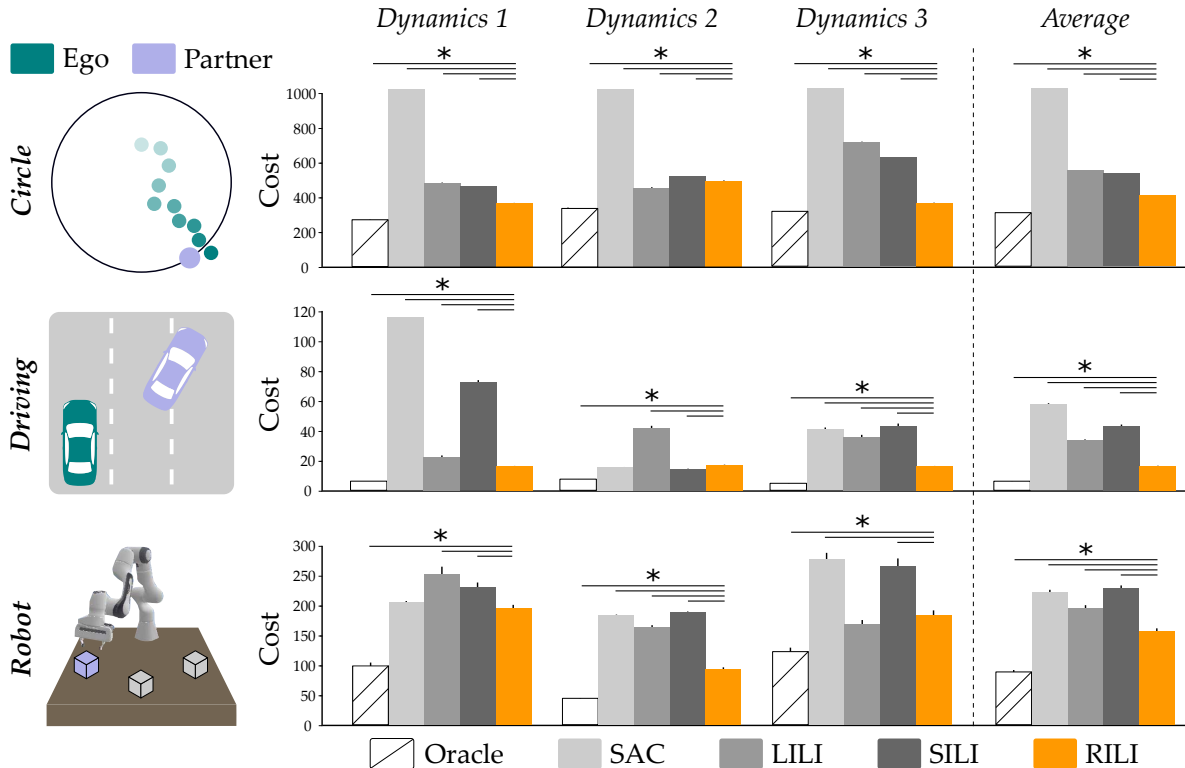 Dynamics 1 Dynamics 2 Dynamics 3 Average
Ego Partner
* * * *
Circle
Cost
1000
800
600
400
200
0
* * * *
Driving
Cost
120
100
80
60
40
20
0
* * * *
Robot
Cost
300
250
200
150
100
50
0
Oracle SAC LILI SILI RILI